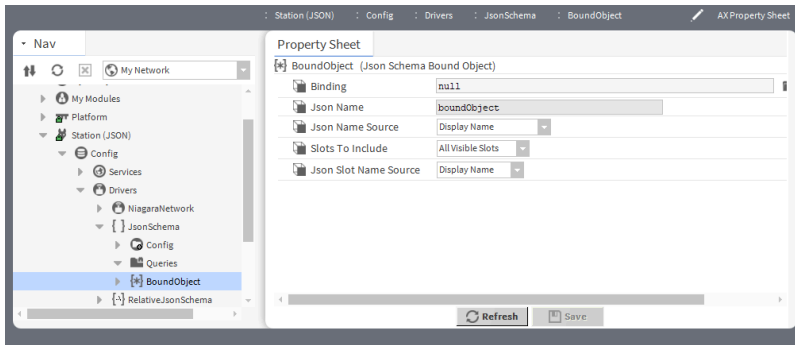 : Station (JSON) : Config : Drivers : JsonSchema : BoundObject AX Property Sheet
Nav
My Network
My Modules
Platform
Station (JSON)
Config
Services
Drivers
NiagaraNetwork
{ } JsonSchema
Config
Queries
BoundObject
RelativeJsonSchema
Property Sheet
BoundObject (Json Schema Bound Object)
Binding null
Json Name boundObject
Json Name Source Display Name
Slots To Include All Visible Slots
Json Slot Name Source Display Name
Refresh Save